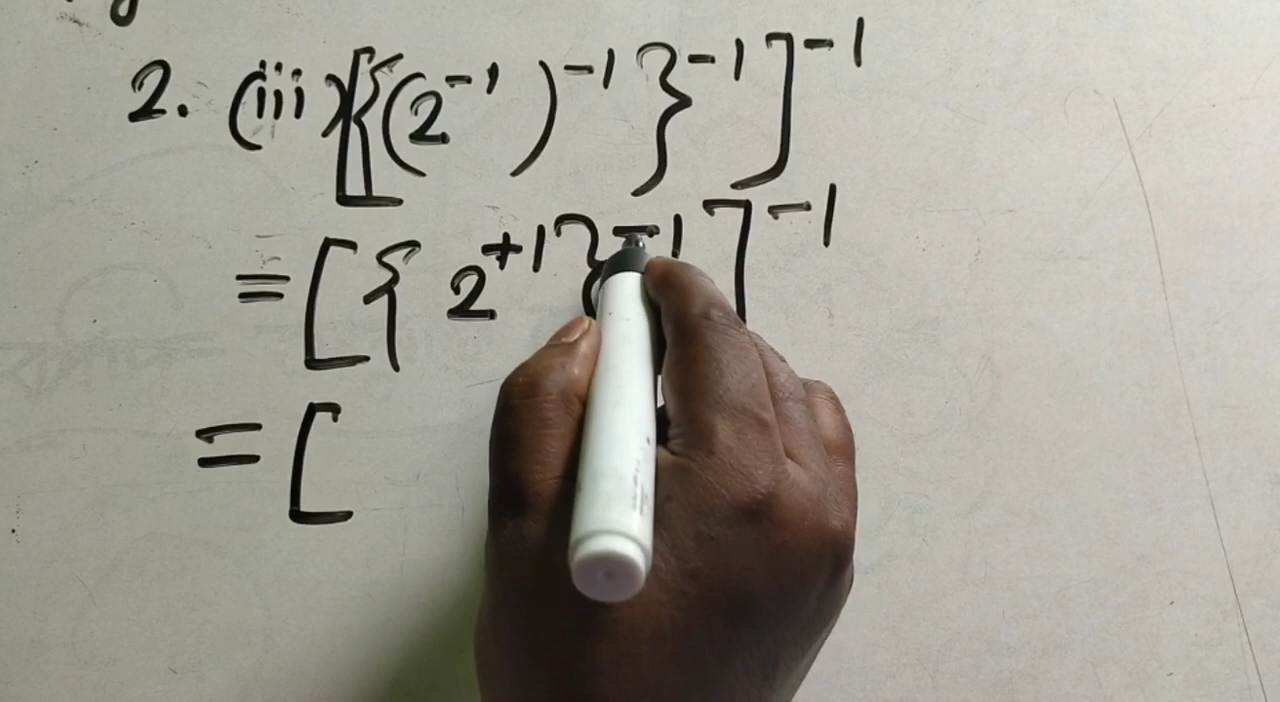 2. (iii) [{(2⁻¹)⁻¹}⁻¹]⁻¹
= [{2⁺¹}⁻¹]⁻¹
= [